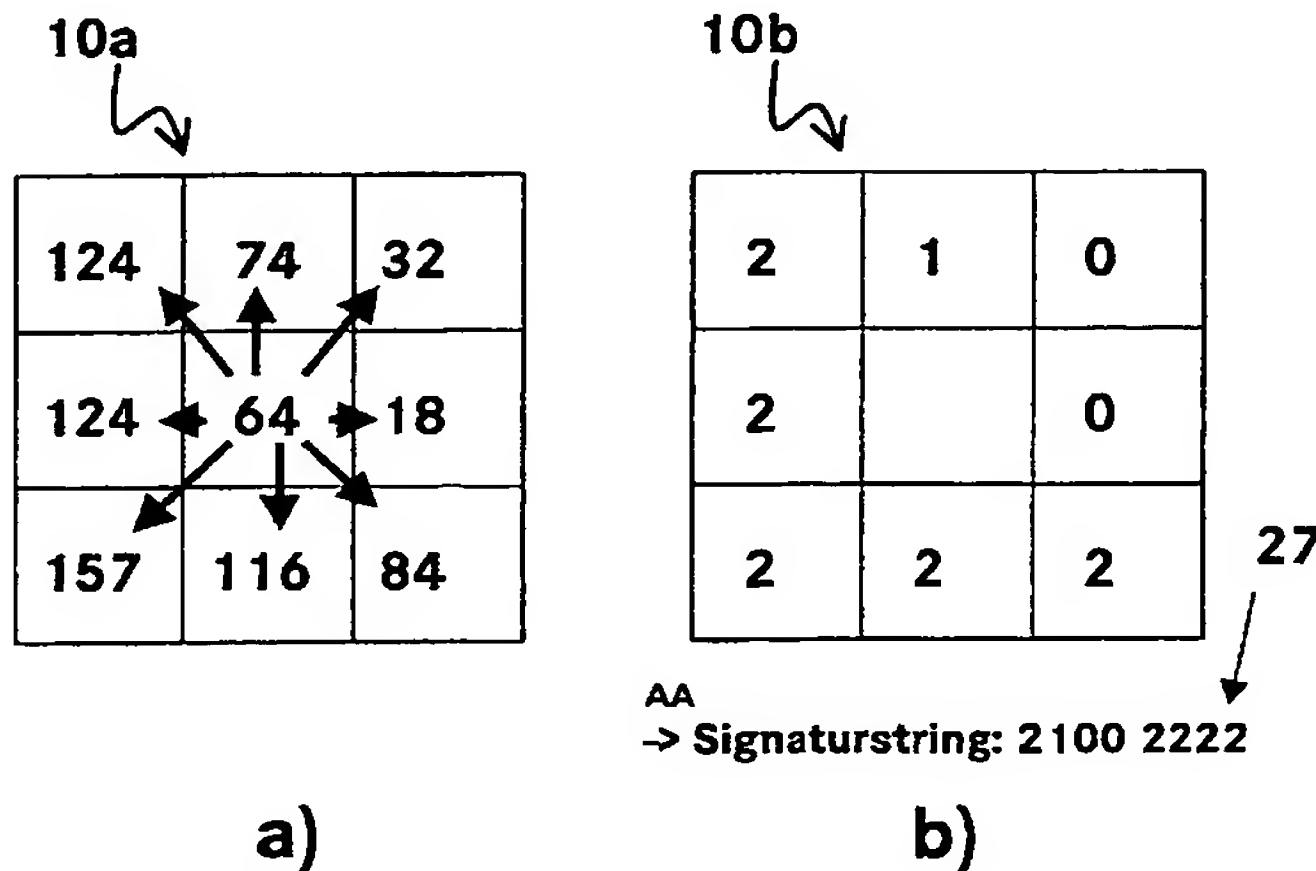 10a 10b
124 74 32 2 1 0
124 64 18 2 0
157 116 84 2 2 2 27
AA
-> Signaturstring: 2100 2222
a) b)